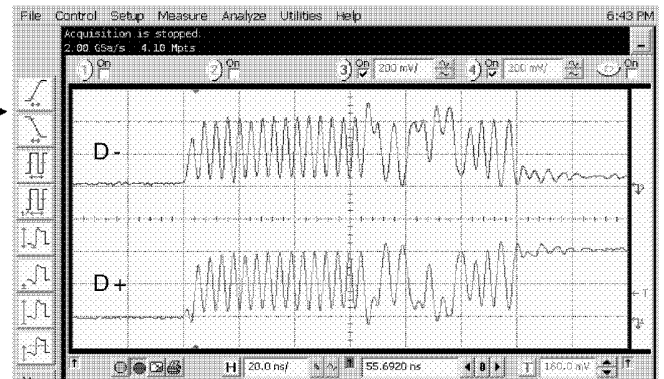 File Control Setup Measure Analyze Utilities Help 6:43 PM
Acquisition is stopped.
2.00 GSa/s 4.10 Mpts
1) On 2) On 3) On 200 mV/ 4) On 200 mV/ On
D-
D+
T
H 20.0 ns/ 55.6920 ns 0 T 180.0 mV